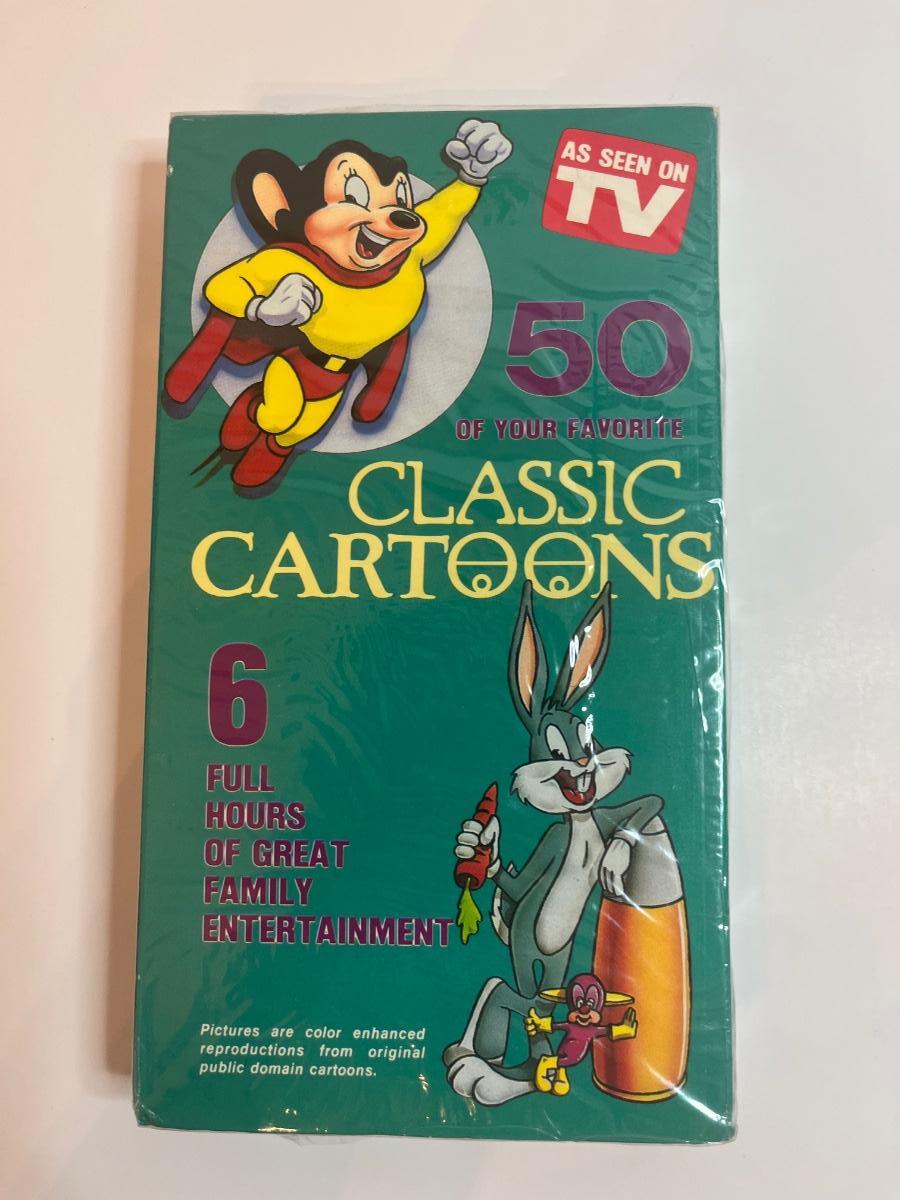 AS SEEN ON
TV
50
OF YOUR FAVORITE
CLASSIC
CARTOONS
6
FULL
HOURS
OF GREAT
FAMILY
ENTERTAINMENT
Pictures are color enhanced
reproductions from original
public domain cartoons.